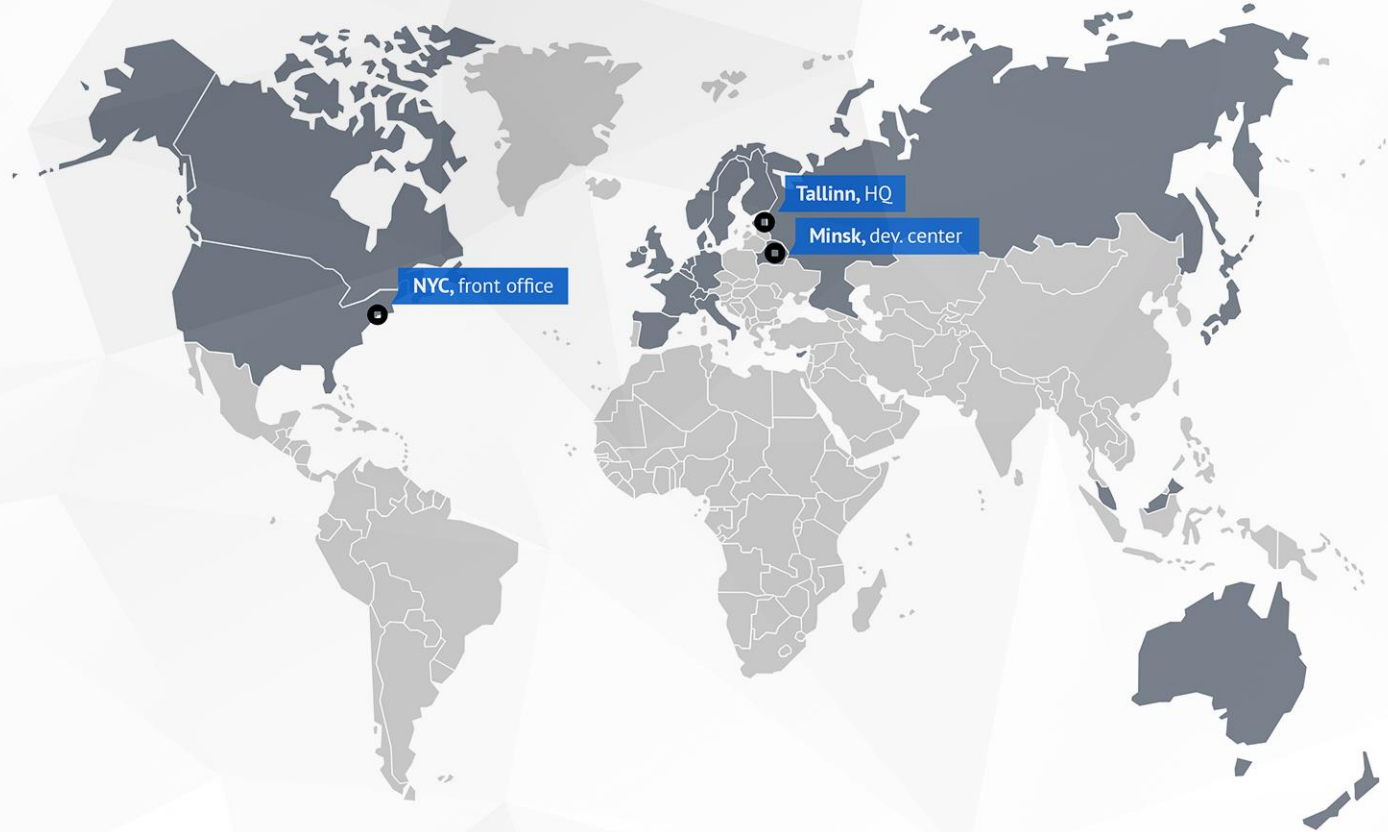 Tallinn, HQ
Minsk, dev. center
NYC, front office